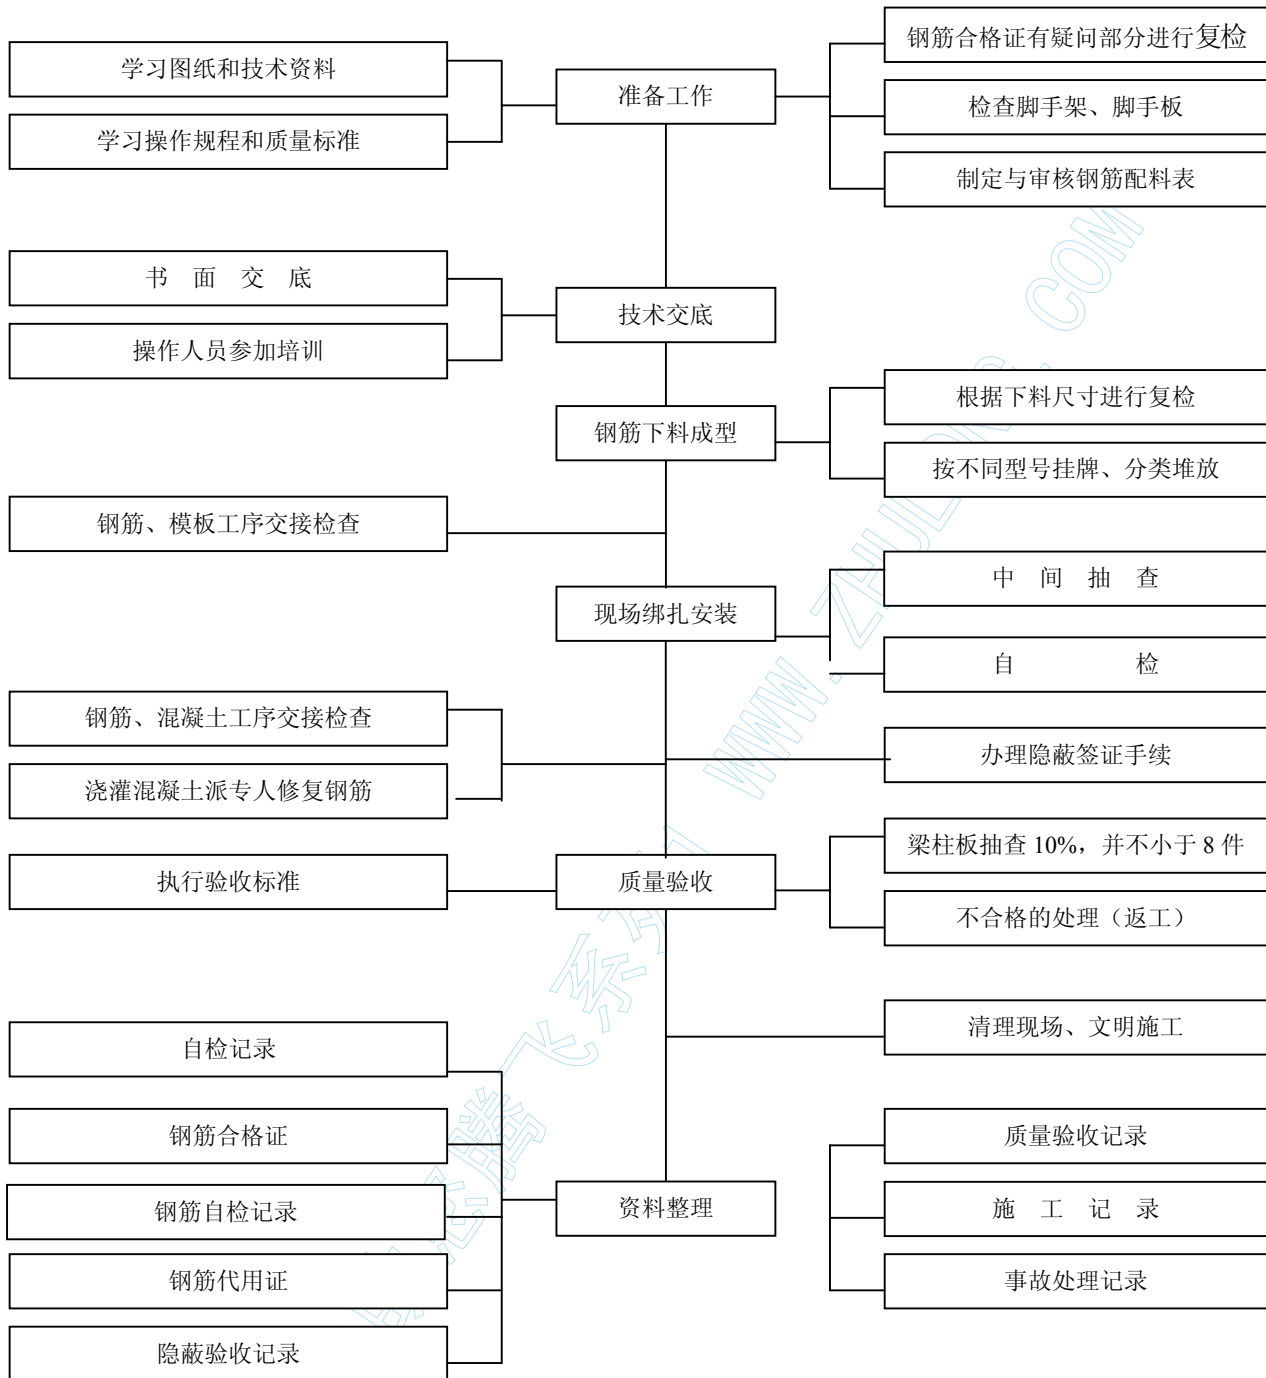 钢筋合格证有疑问部分进行复检
学习图纸和技术资料
准备工作
检查脚手架、脚手板
学习操作规程和质量标准
制定与审核钢筋配料表
书 面 交 底
技术交底
操作人员参加培训
根据下料尺寸进行复检
钢筋下料成型
按不同型号挂牌、分类堆放
钢筋、模板工序交接检查
中 间 抽 查
现场绑扎安装
自 检
钢筋、混凝土工序交接检查
办理隐蔽签证手续
浇灌混凝土派专人修复钢筋
梁柱板抽查 10%，并不小于 8 件
执行验收标准
质量验收
不合格的处理（返工）
清理现场、文明施工
自检记录
钢筋合格证
质量验收记录
钢筋自检记录
资料整理
施 工 记 录
钢筋代用证
事故处理记录
隐蔽验收记录